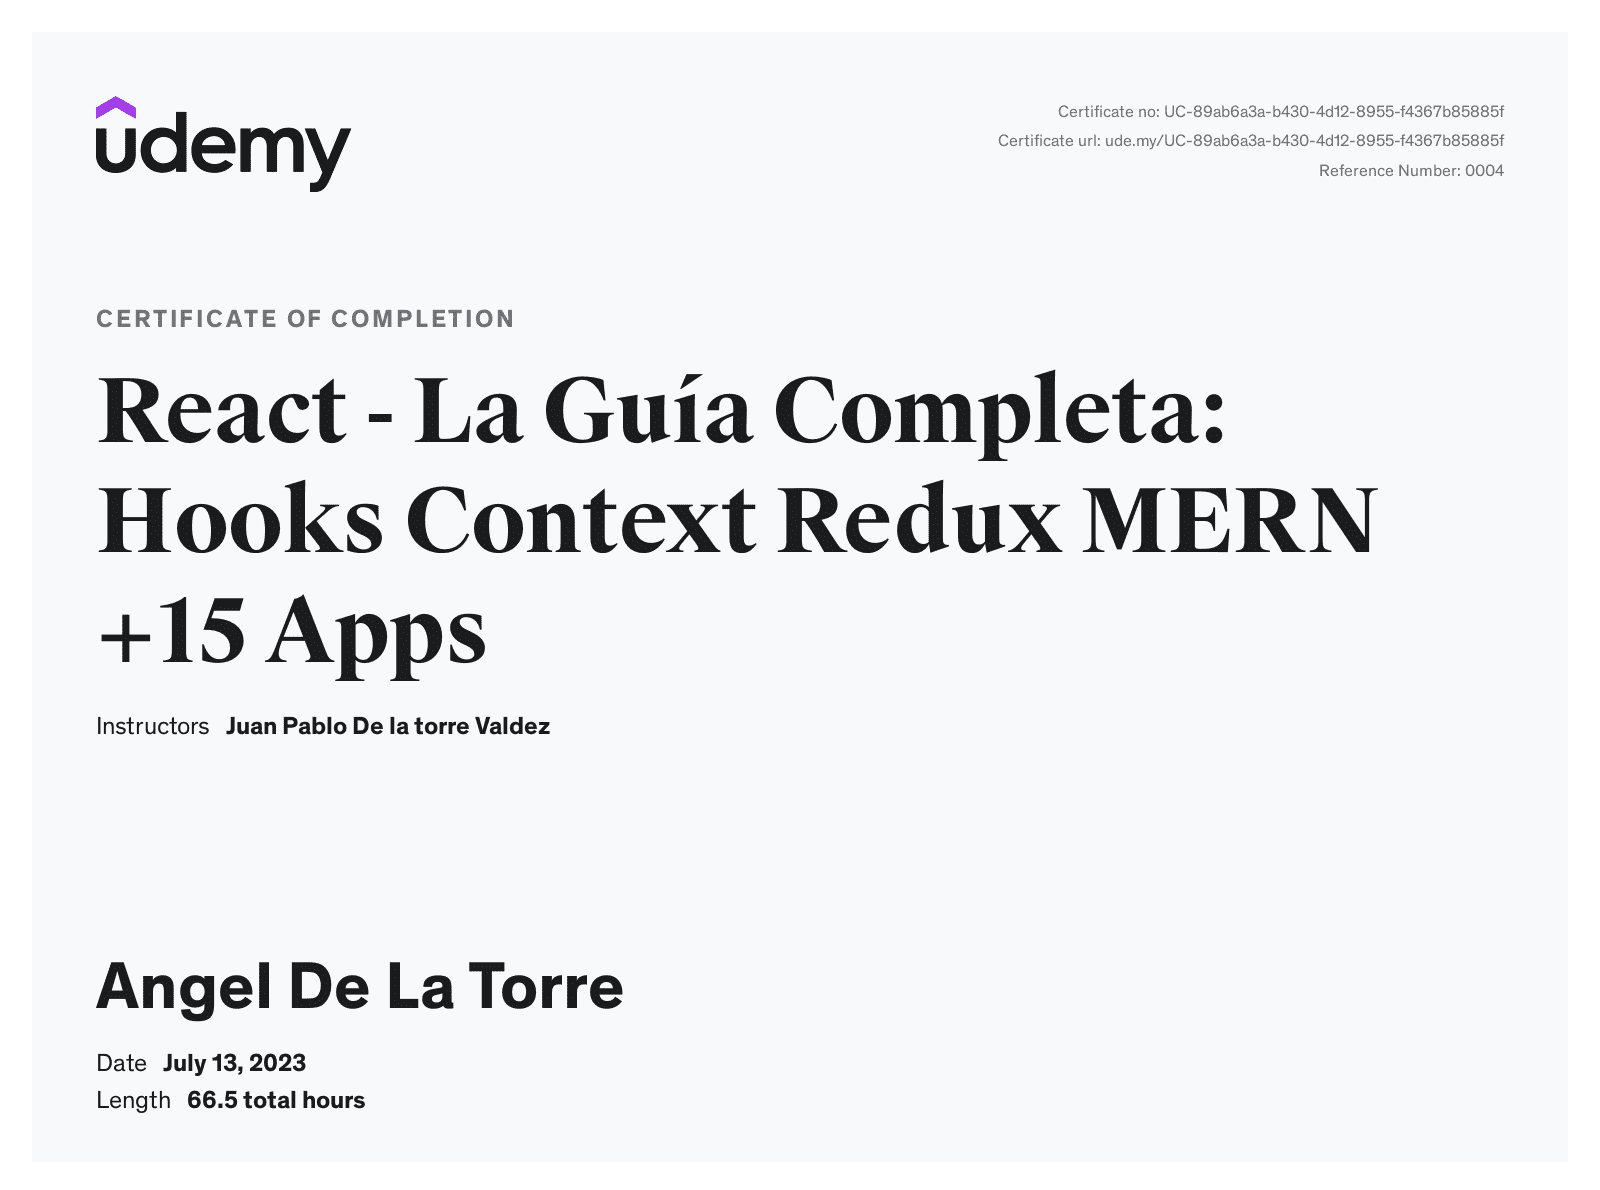 udemy
Certificate no: UC-89ab6a3a-b430-4d12-8955-f4367b85885f
Certificate url: ude.my/UC-89ab6a3a-b430-4d12-8955-f4367b85885f
Reference Number: 0004
CERTIFICATE OF COMPLETION
React - La Guía Completa:
Hooks Context Redux MERN
+15 Apps
Instructors Juan Pablo De la torre Valdez
Angel De La Torre
Date July 13, 2023
Length 66.5 total hours